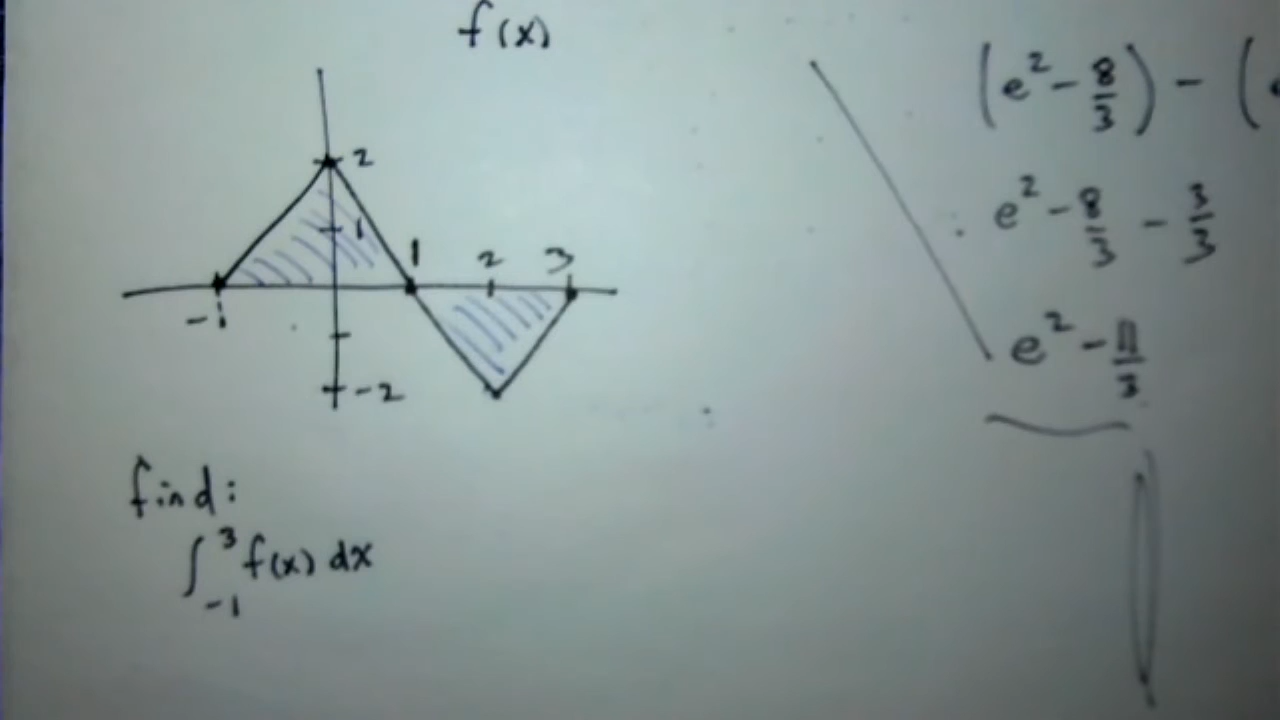 f(x)
2
1
1 2 3
-1
-2
find:
∫_{-1}^{3} f(x) dx
(e² - 8/3) - (
e² - 8/3 - 3/3
e² - 11/3